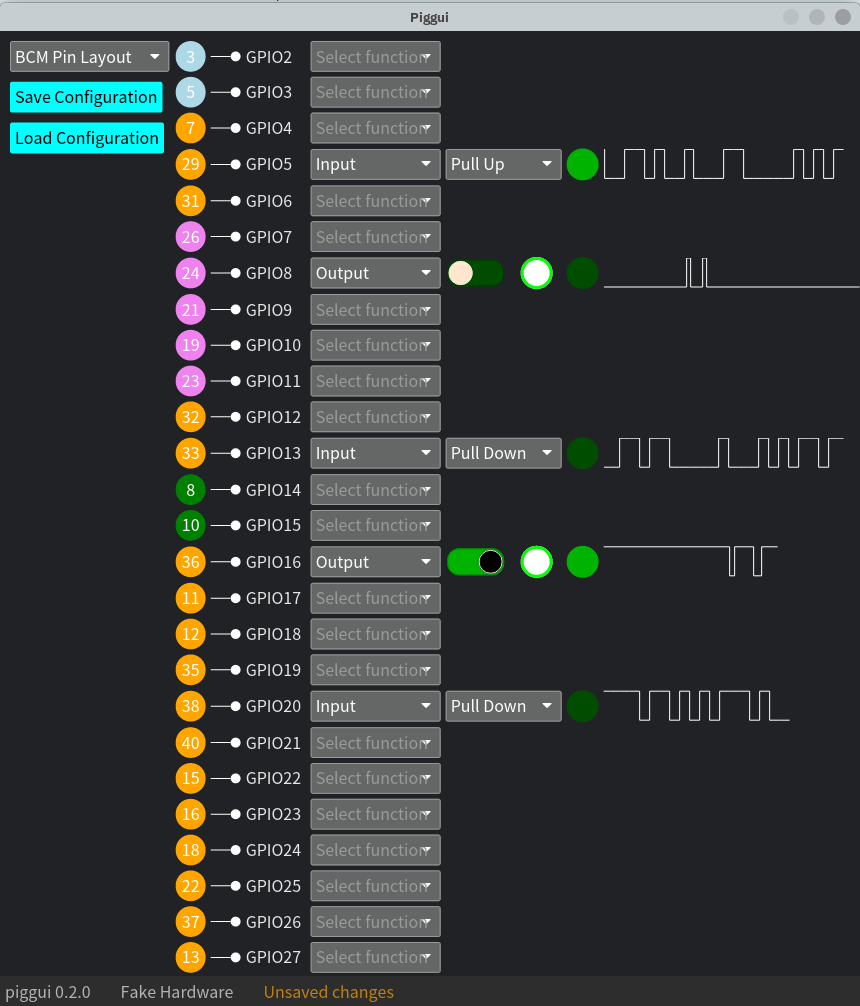 Piggui
BCM Pin Layout 3 GPIO2 Select function
Save Configuration 5 GPIO3 Select function
Load Configuration 7 GPIO4 Select function
29 GPIO5 Input Pull Up
31 GPIO6 Select function
26 GPIO7 Select function
24 GPIO8 Output
21 GPIO9 Select function
19 GPIO10 Select function
23 GPIO11 Select function
32 GPIO12 Select function
33 GPIO13 Input Pull Down
8 GPIO14 Select function
10 GPIO15 Select function
36 GPIO16 Output
11 GPIO17 Select function
12 GPIO18 Select function
35 GPIO19 Select function
38 GPIO20 Input Pull Down
40 GPIO21 Select function
15 GPIO22 Select function
16 GPIO23 Select function
18 GPIO24 Select function
22 GPIO25 Select function
37 GPIO26 Select function
13 GPIO27 Select function
piggui 0.2.0 Fake Hardware Unsaved changes